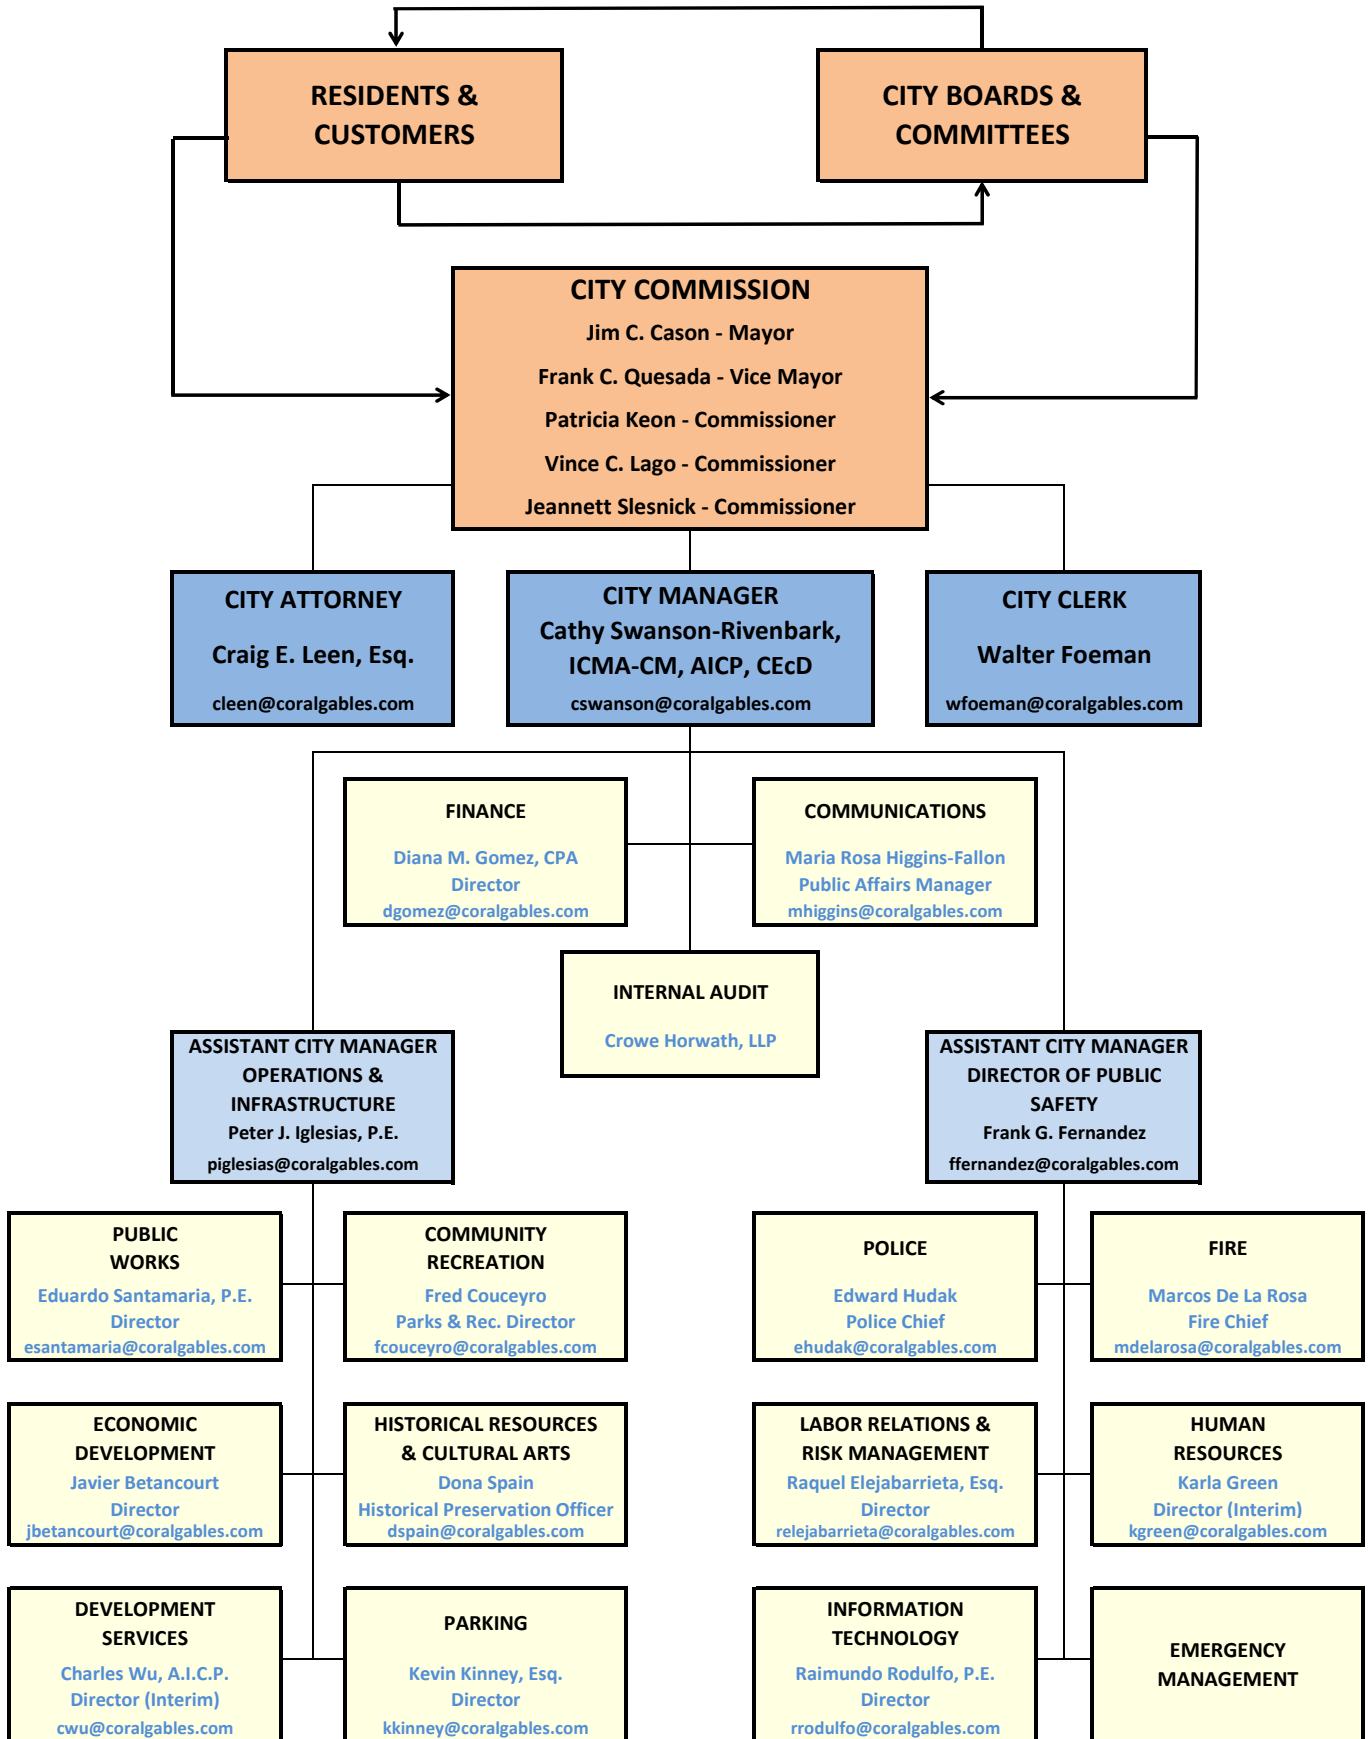 RESIDENTS &
CUSTOMERS
CITY BOARDS &
COMMITTEES
CITY COMMISSION
Jim C. Cason - Mayor
Frank C. Quesada - Vice Mayor
Patricia Keon - Commissioner
Vince C. Lago - Commissioner
Jeannett Slesnick - Commissioner
CITY ATTORNEY
Craig E. Leen, Esq.
cleen@coralgables.com
CITY MANAGER
Cathy Swanson-Rivenbark,
ICMA-CM, AICP, CEcD
cswanson@coralgables.com
CITY CLERK
Walter Foeman
wfoeman@coralgables.com
FINANCE
Diana M. Gomez, CPA
Director
dgomez@coralgables.com
COMMUNICATIONS
Maria Rosa Higgins-Fallon
Public Affairs Manager
mhiggins@coralgables.com
INTERNAL AUDIT
Crowe Horwath, LLP
ASSISTANT CITY MANAGER
OPERATIONS &
INFRASTRUCTURE
Peter J. Iglesias, P.E.
piglesias@coralgables.com
ASSISTANT CITY MANAGER
DIRECTOR OF PUBLIC
SAFETY
Frank G. Fernandez
ffernandez@coralgables.com
PUBLIC
WORKS
Eduardo Santamaria, P.E.
Director
esantamaria@coralgables.com
COMMUNITY
RECREATION
Fred Couceyro
Parks & Rec. Director
fcouceyro@coralgables.com
POLICE
Edward Hudak
Police Chief
ehudak@coralgables.com
FIRE
Marcos De La Rosa
Fire Chief
mdelarosa@coralgables.com
ECONOMIC
DEVELOPMENT
Javier Betancourt
Director
jbetancourt@coralgables.com
HISTORICAL RESOURCES
& CULTURAL ARTS
Dona Spain
Historical Preservation Officer
dspain@coralgables.com
LABOR RELATIONS &
RISK MANAGEMENT
Raquel Elejabarrieta, Esq.
Director
relejabarrieta@coralgables.com
HUMAN
RESOURCES
Karla Green
Director (Interim)
kgreen@coralgables.com
DEVELOPMENT
SERVICES
Charles Wu, A.I.C.P.
Director (Interim)
cwu@coralgables.com
PARKING
Kevin Kinney, Esq.
Director
kkinney@coralgables.com
INFORMATION
TECHNOLOGY
Raimundo Rodulfo, P.E.
Director
rrodulfo@coralgables.com
EMERGENCY
MANAGEMENT